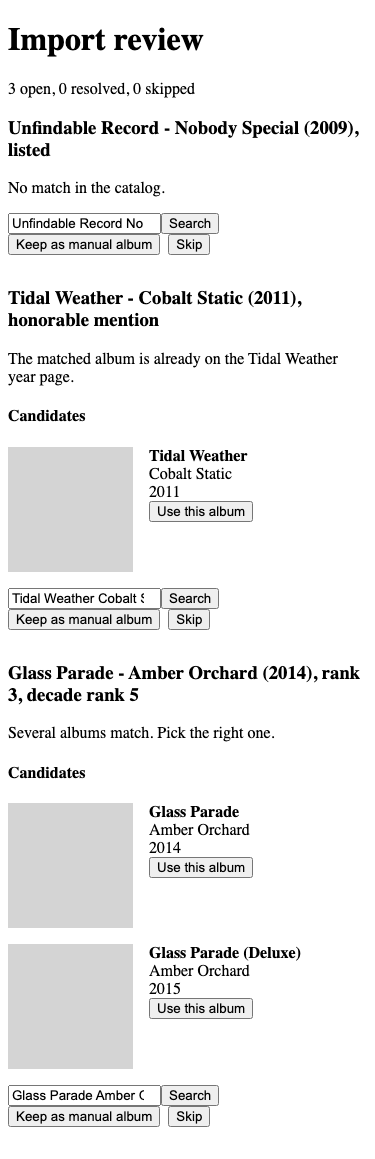 Import review
3 open, 0 resolved, 0 skipped
Unfindable Record - Nobody Special (2009),
listed
No match in the catalog.
Unfindable Record No Search
Keep as manual album Skip
Tidal Weather - Cobalt Static (2011),
honorable mention
The matched album is already on the Tidal Weather
year page.
Candidates
Tidal Weather
Cobalt Static
2011
Use this album
Tidal Weather Cobalt S Search
Keep as manual album Skip
Glass Parade - Amber Orchard (2014), rank
3, decade rank 5
Several albums match. Pick the right one.
Candidates
Glass Parade
Amber Orchard
2014
Use this album
Glass Parade (Deluxe)
Amber Orchard
2015
Use this album
Glass Parade Amber O Search
Keep as manual album Skip